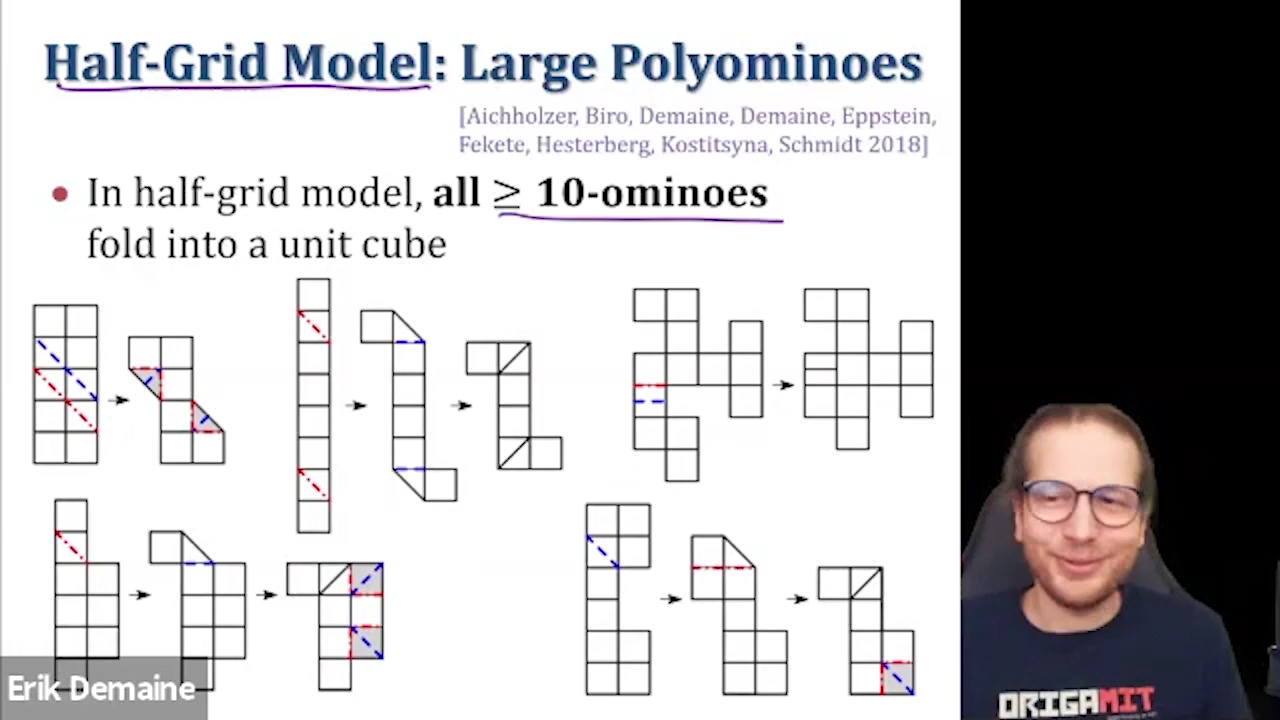 Half-Grid Model: Large Polyominoes
[Aichholzer, Biro, Demaine, Demaine, Eppstein,
Fekete, Hesterberg, Kostitsyna, Schmidt 2018]
• In half-grid model, all ≥ 10-ominoes
fold into a unit cube
Erik Demaine
ORIGAMIT